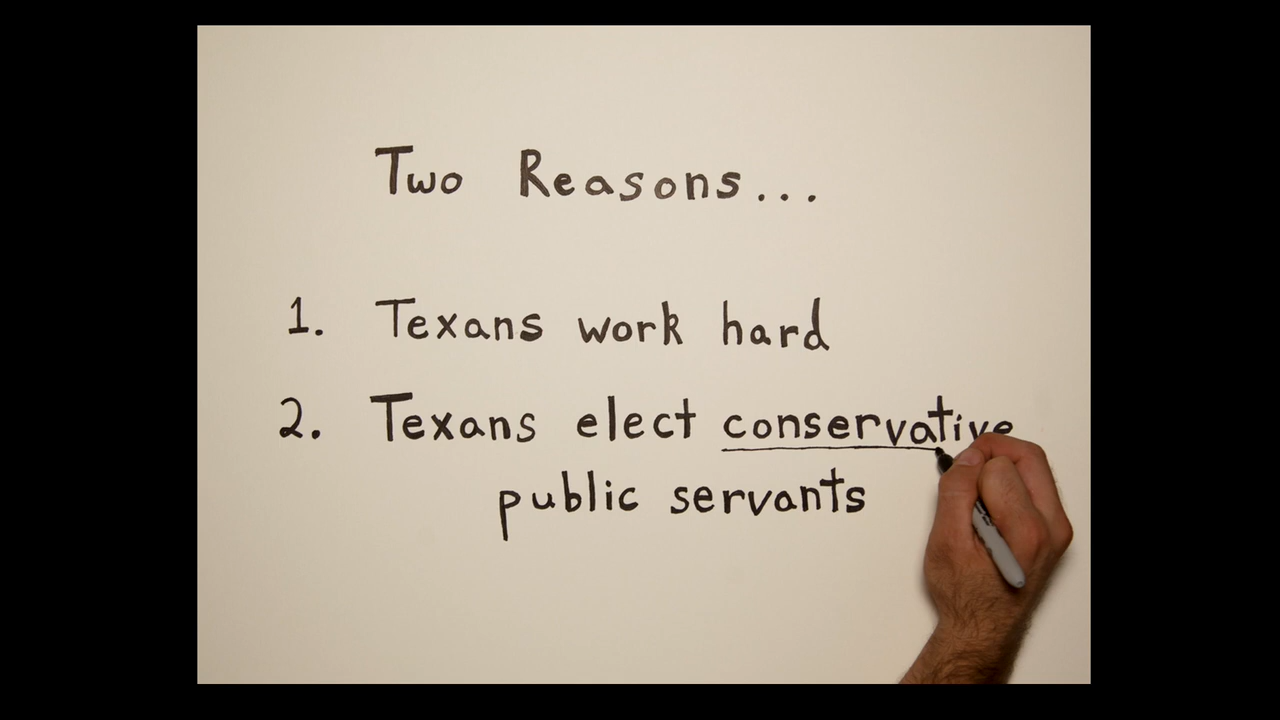 Two Reasons...
1. Texans work hard
2. Texans elect conservative
public servants